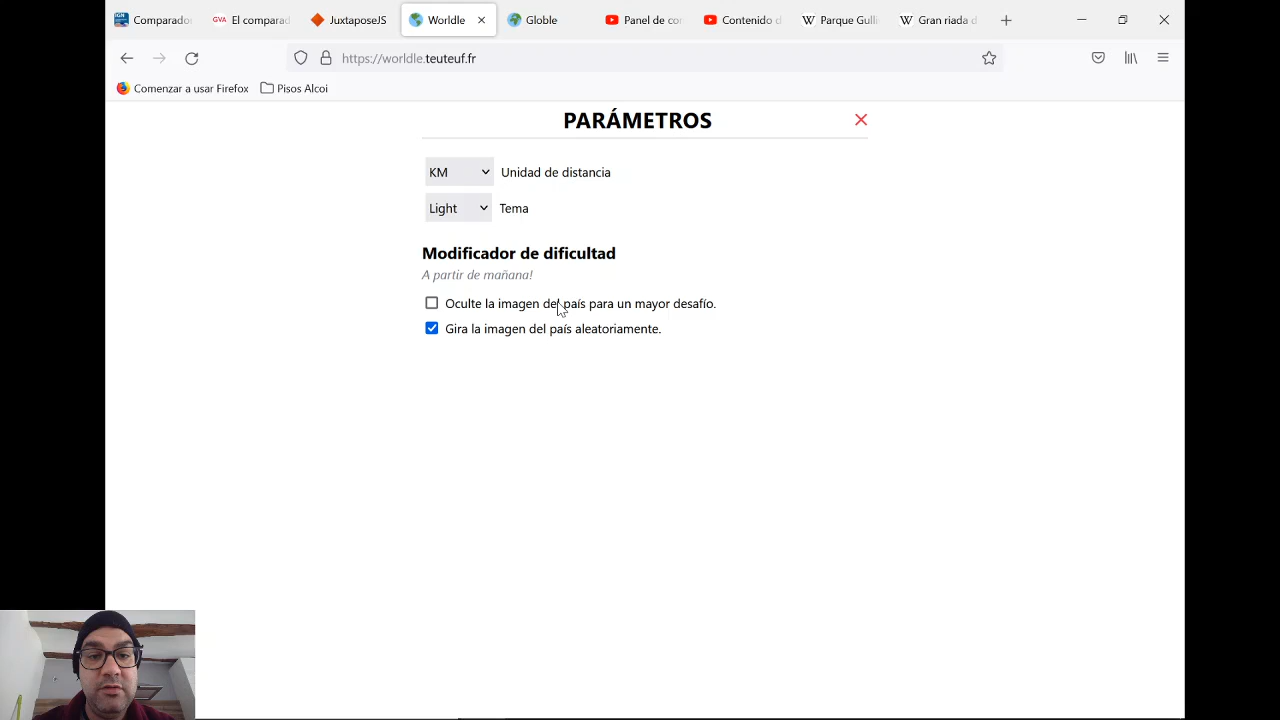 Comparado
GVA El comparad
JuxtaposeJS
Worldle
Globle
Panel de co
Contenido d
W Parque Gull
W Gran riada d
https://worldle.teuteuf.fr
Comenzar a usar Firefox
Pisos Alcoi
PARÁMETROS
KM Unidad de distancia
Light Tema
Modificador de dificultad
A partir de mañana!
Oculte la imagen del país para un mayor desafío.
Gira la imagen del país aleatoriamente.